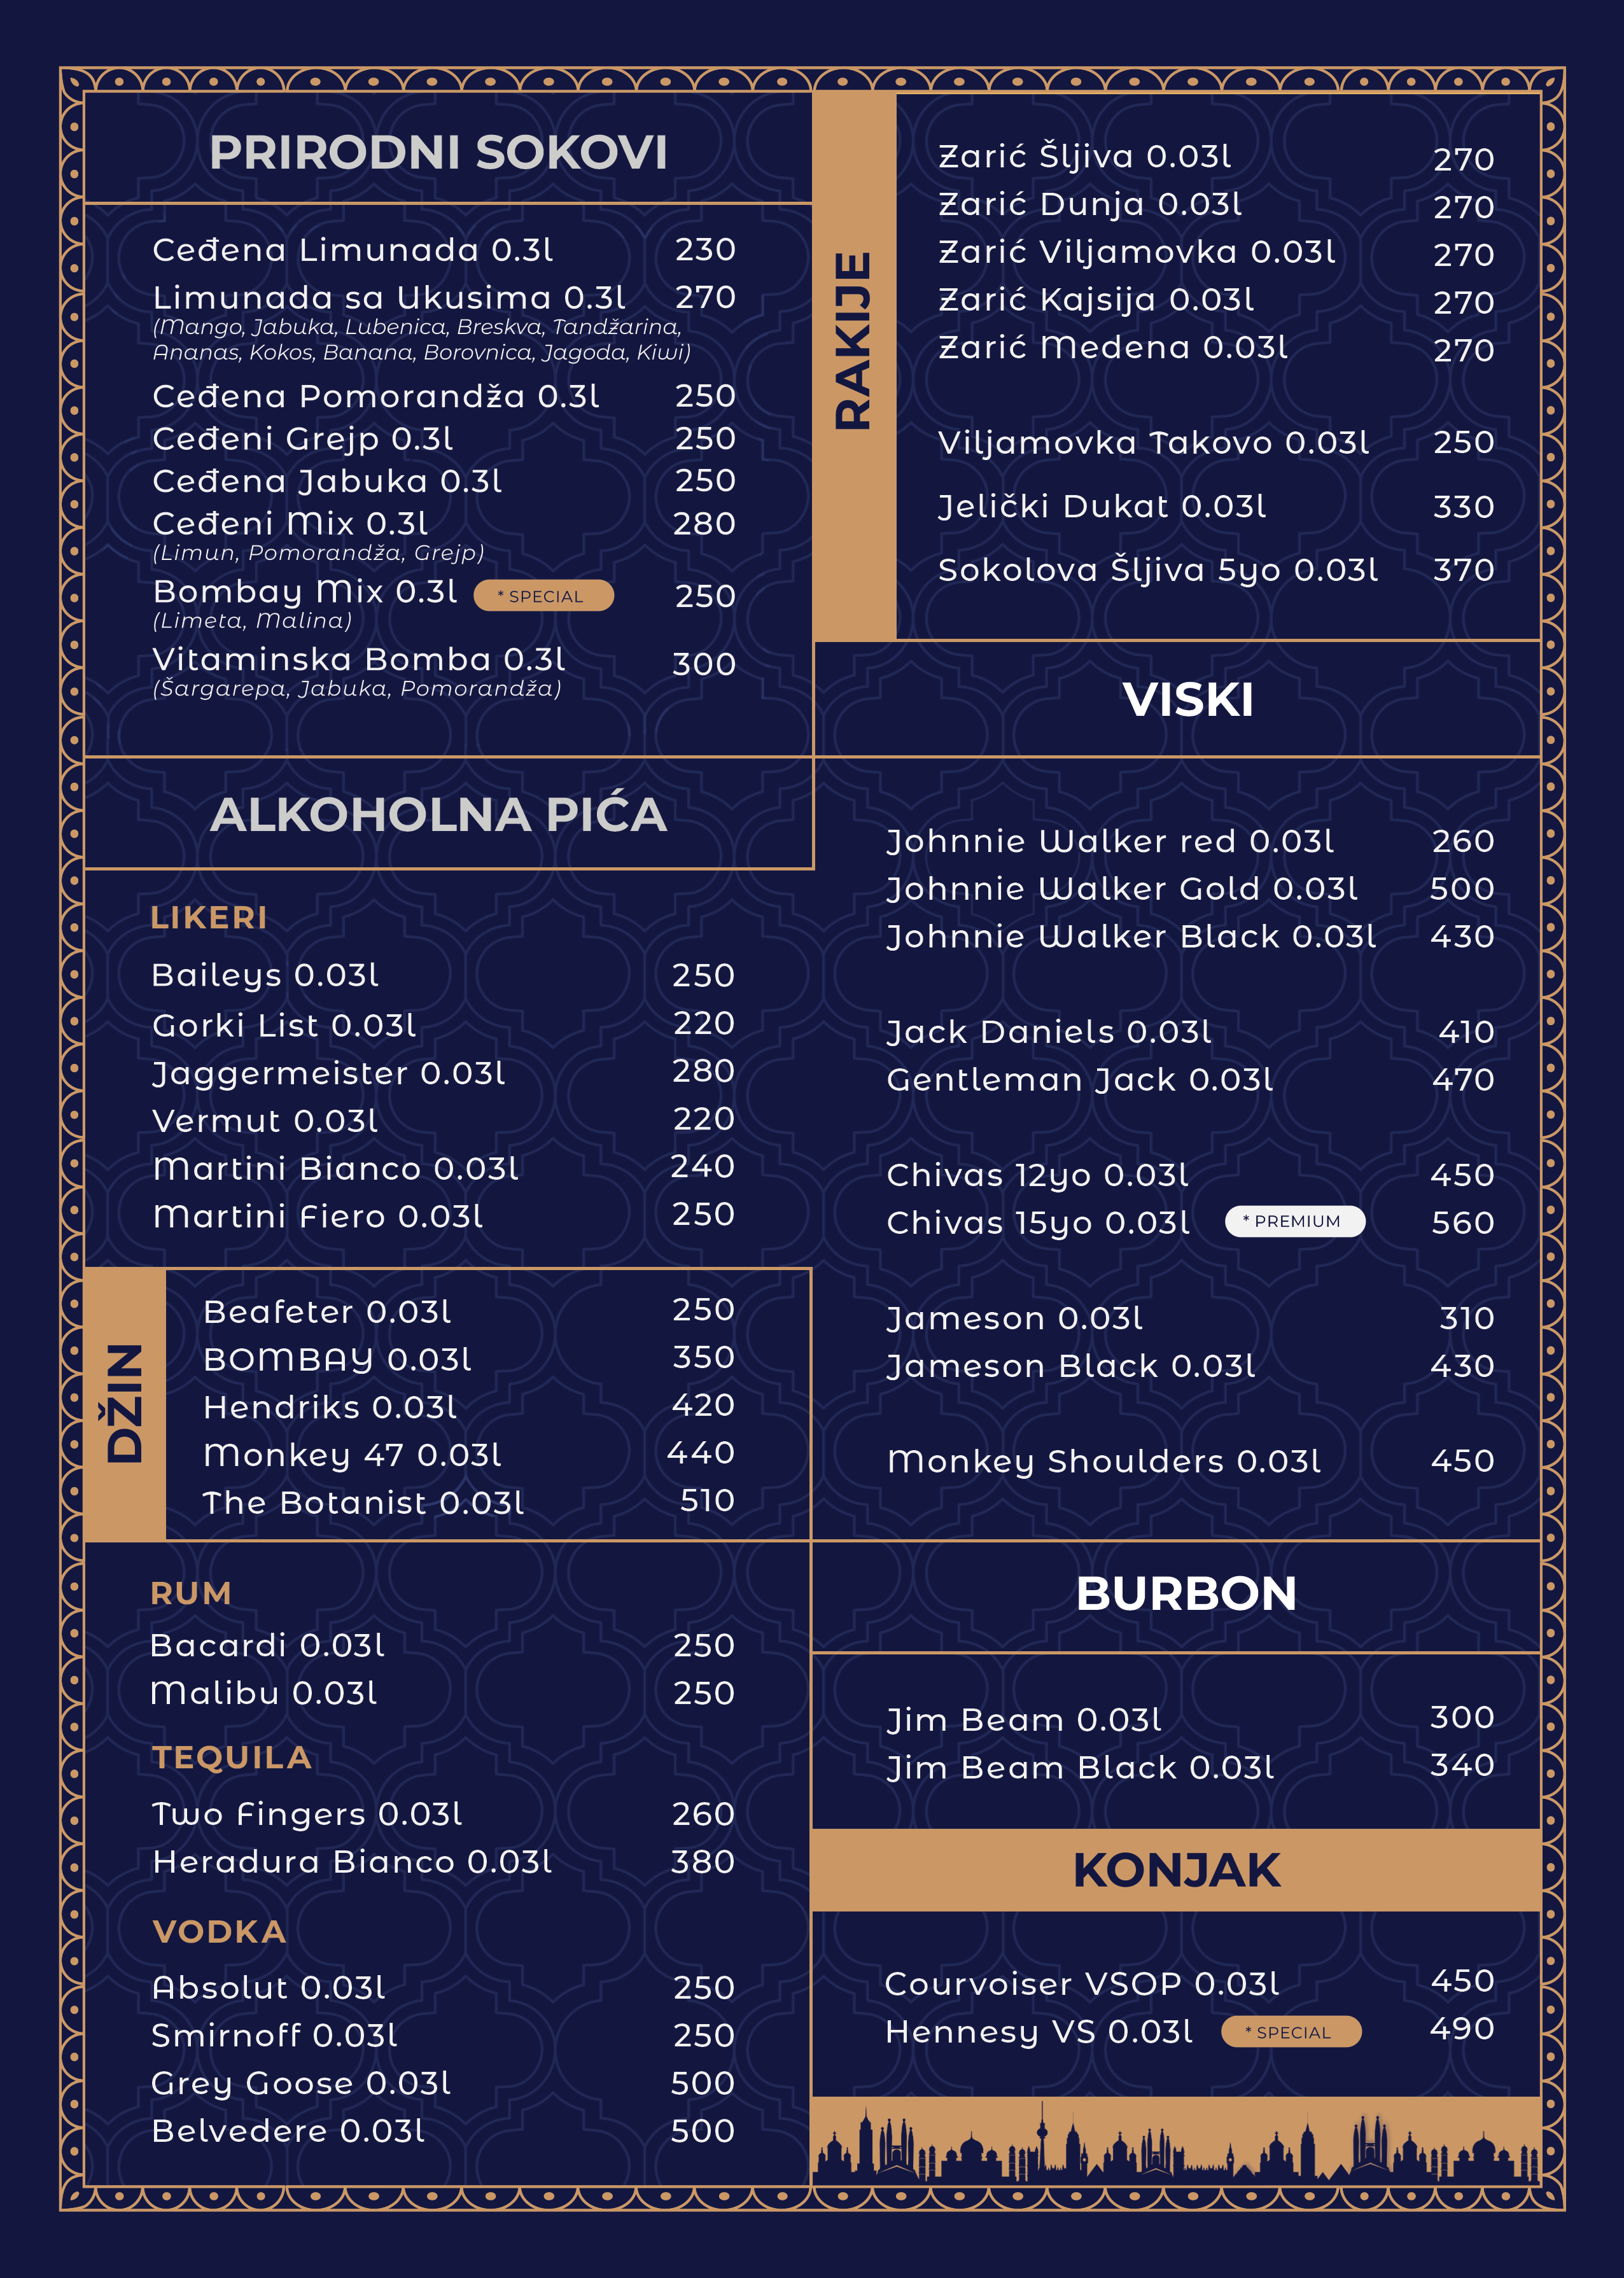 PRIRODNI SOKOVI
Ceđena Limunada 0.3l 230
Limunada sa Ukusima 0.3l 270
(Mango, Jabuka, Lubenica, Breskva, Tandžarina,
Ananas, Kokos, Banana, Borovnica, Jagoda, Kiwi)
Ceđena Pomorandža 0.3l 250
Ceđeni Grejp 0.3l 250
Ceđena Jabuka 0.3l 250
Ceđeni Mix 0.3l 280
(Limun, Pomorandža, Grejp)
Bombay Mix 0.3l * SPECIAL 250
(Limeta, Malina)
Vitaminska Bomba 0.3l 300
(Šargarepa, Jabuka, Pomorandža)
ALKOHOLNA PIĆA
LIKERI
Baileys 0.03l 250
Gorki List 0.03l 220
Jaggermeister 0.03l 280
Vermut 0.03l 220
Martini Bianco 0.03l 240
Martini Fiero 0.03l 250
DŽIN
Beafeter 0.03l 250
BOMBAY 0.03l 350
Hendriks 0.03l 420
Monkey 47 0.03l 440
The Botanist 0.03l 510
RUM
Bacardi 0.03l 250
Malibu 0.03l 250
TEQUILA
Two Fingers 0.03l 260
Heradura Bianco 0.03l 380
VODKA
Absolut 0.03l 250
Smirnoff 0.03l 250
Grey Goose 0.03l 500
Belvedere 0.03l 500
RAKIJE
Zarić Šljiva 0.03l 270
Zarić Dunja 0.03l 270
Zarić Viljamovka 0.03l 270
Zarić Kajsija 0.03l 270
Zarić Medena 0.03l 270
Viljamovka Takovo 0.03l 250
Jelički Dukat 0.03l 330
Sokolova Šljiva 5yo 0.03l 370
VISKI
Johnnie Walker red 0.03l 260
Johnnie Walker Gold 0.03l 500
Johnnie Walker Black 0.03l 430
Jack Daniels 0.03l 410
Gentleman Jack 0.03l 470
Chivas 12yo 0.03l 450
Chivas 15yo 0.03l * PREMIUM 560
Jameson 0.03l 310
Jameson Black 0.03l 430
Monkey Shoulders 0.03l 450
BURBON
Jim Beam 0.03l 300
Jim Beam Black 0.03l 340
KONJAK
Courvoiser VSOP 0.03l 450
Hennesy VS 0.03l * SPECIAL 490